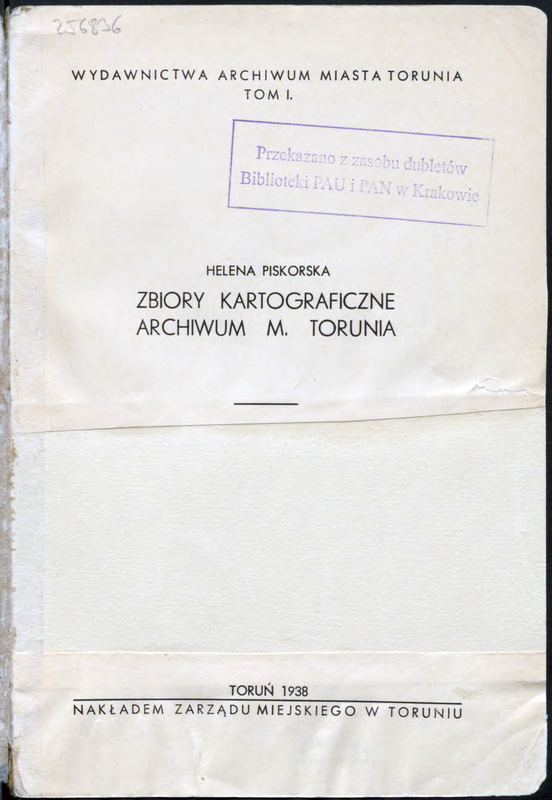 256836
WYDAWNICTWA ARCHIWUM MIASTA TORUNIA
TOM I.
Przekazano z zasobu dubletów
Biblioteki PAU i PAN w Krakowie
HELENA PISKORSKA
ZBIORY KARTOGRAFICZNE
ARCHIWUM M. TORUNIA
TORUŃ 1938
NAKŁADEM ZARZĄDU MIEJSKIEGO W TORUNIU